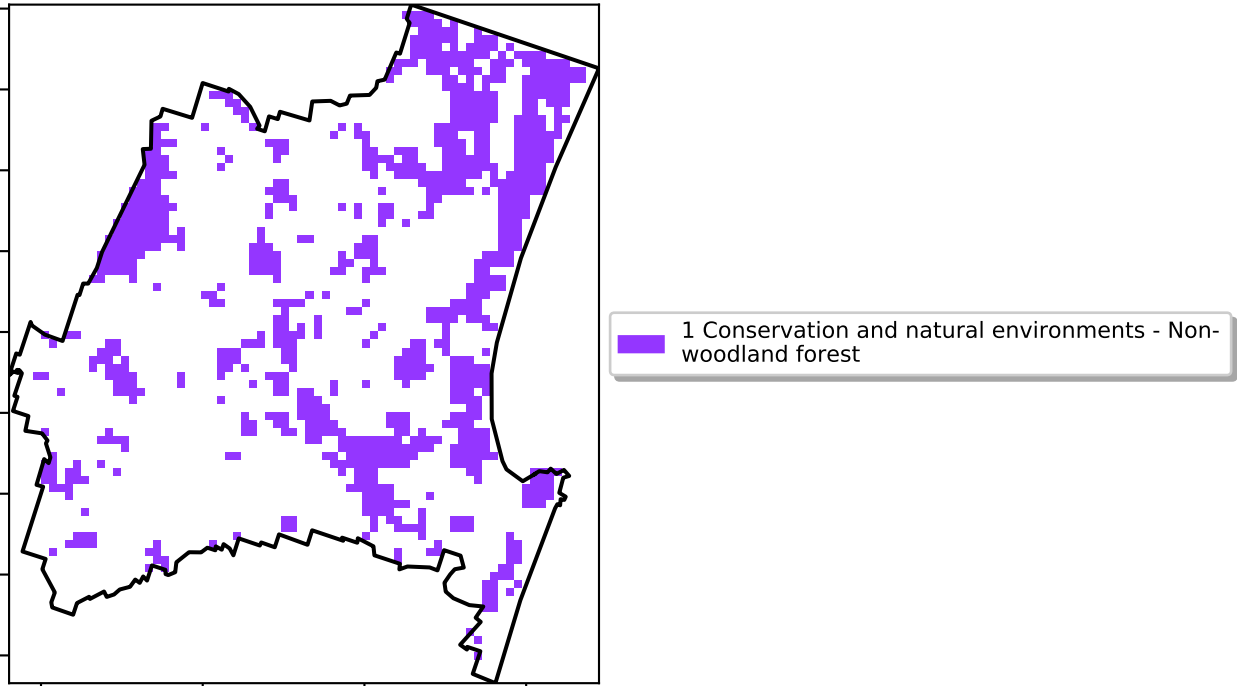 1 Conservation and natural environments - Non-
woodland forest